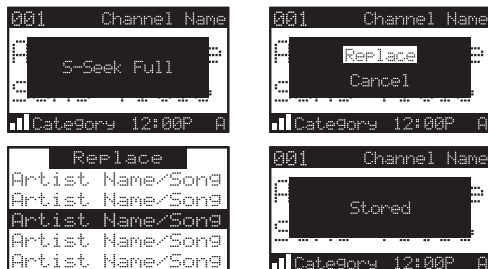 001 Channel Name
S-Seek Full
Category 12:00P A
001 Channel Name
Replace
Cancel
Category 12:00P A
Replace
Artist Name/Song
Artist Name/Song
Artist Name/Song
Artist Name/Song
Artist Name/Song
001 Channel Name
Stored
Category 12:00P A